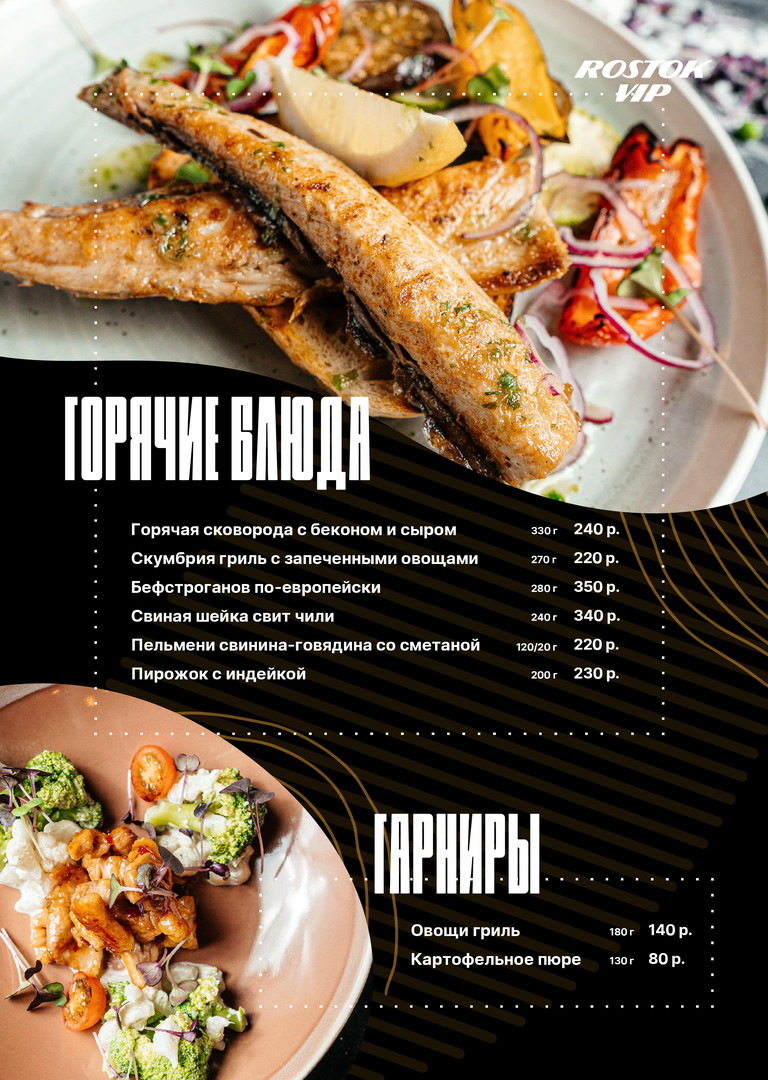 ROSTOK
VIP
ГОРЯЧИЕ БЛЮДА
Горячая сковорода с беконом и сыром 330 г 240 р.
Скумбрия гриль с запеченными овощами 270 г 220 р.
Бефстроганов по-европейски 280 г 350 р.
Свиная шейка свит чили 240 г 340 р.
Пельмени свинина-говядина со сметаной 120/20 г 220 р.
Пирожок с индейкой 200 г 230 р.
ГАРНИРЫ
Овощи гриль 180 г 140 р.
Картофельное пюре 130 г 80 р.